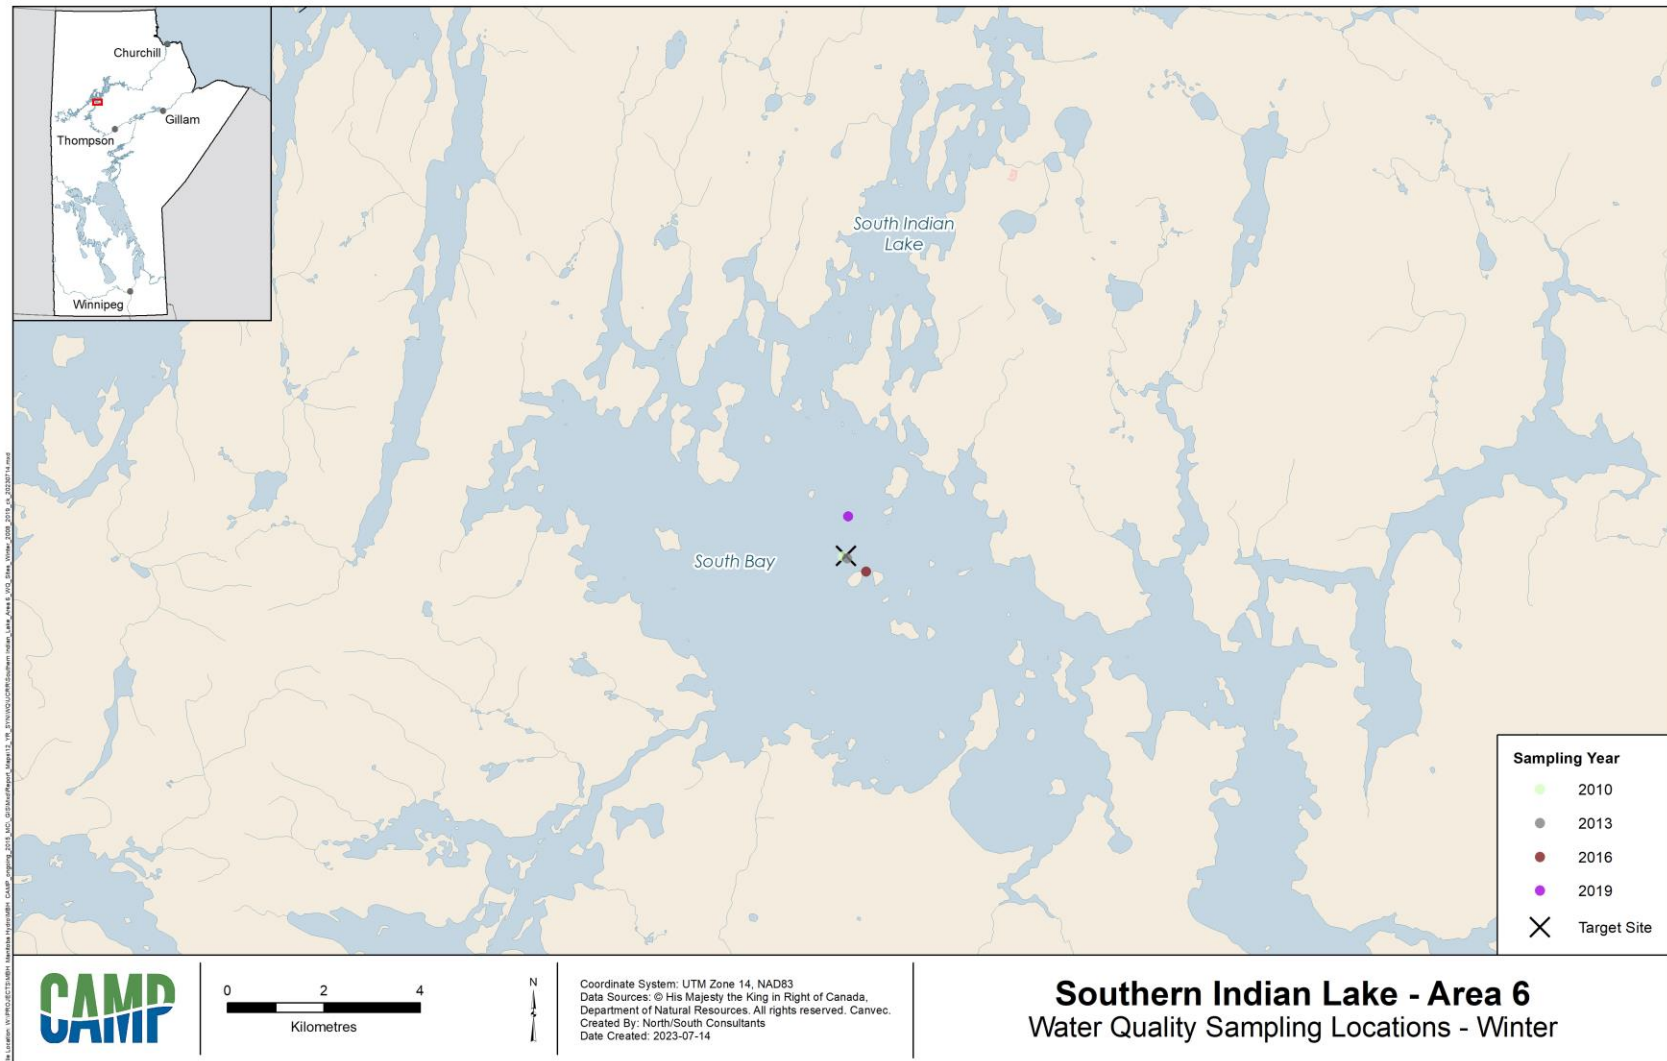 Churchill
Gillam
Thompson
Winnipeg
South Indian
Lake
South Bay
Sampling Year
2010
2013
2016
2019
Target Site
CAMP
0 2 4
Kilometres
N
Coordinate System: UTM Zone 14, NAD83
Data Sources: © His Majesty the King in Right of Canada,
Department of Natural Resources. All rights reserved. Canvec.
Created By: North/South Consultants
Date Created: 2023-07-14
Southern Indian Lake - Area 6
Water Quality Sampling Locations - Winter